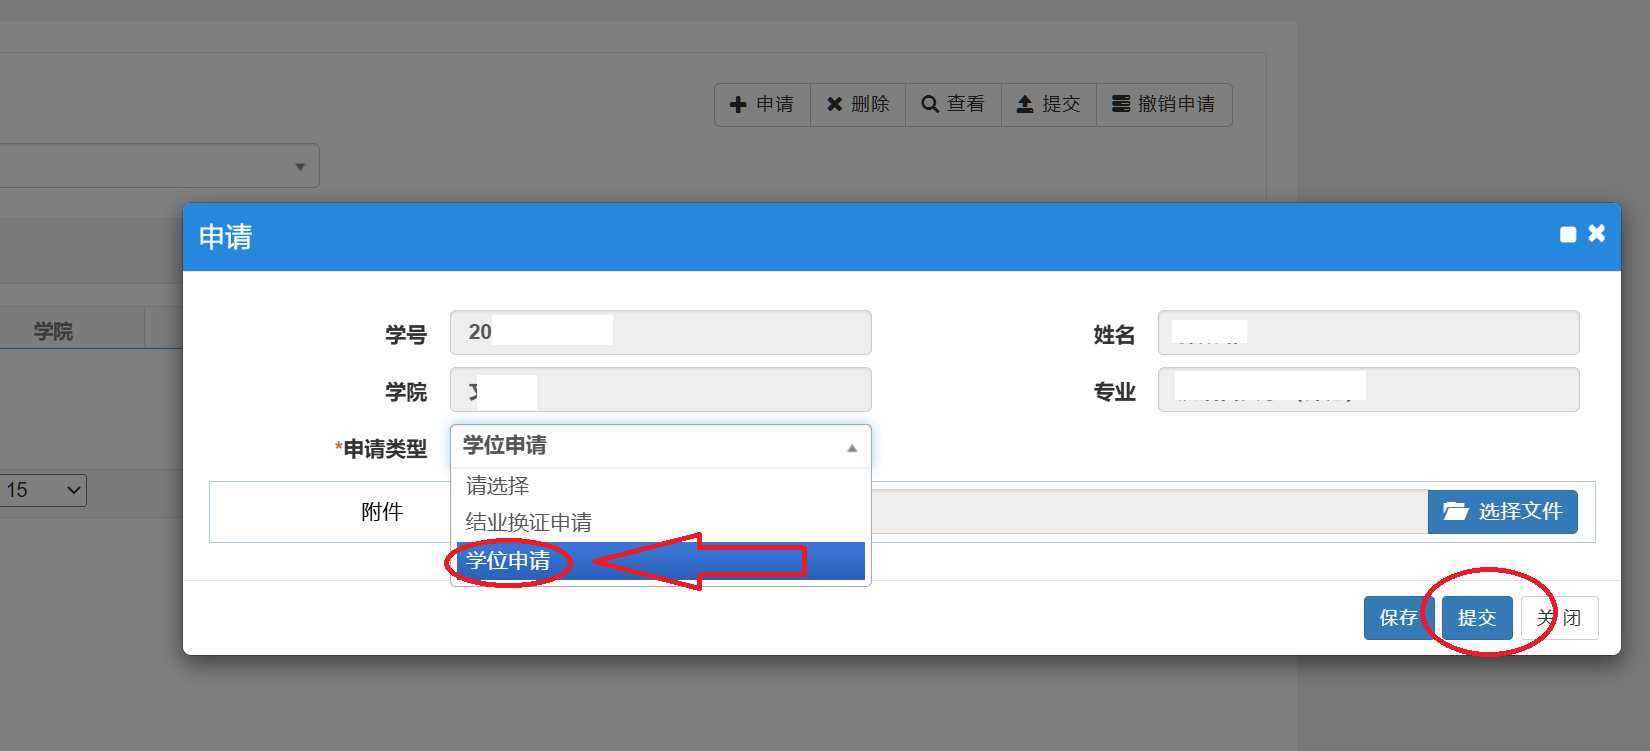 申请 删除 查看 提交 撤销申请
申请
学号 20
姓名
学院
学院
专业
*申请类型 学位申请
请选择
15
附件
选择文件
结业换证申请
学位申请
保存 提交 关 闭